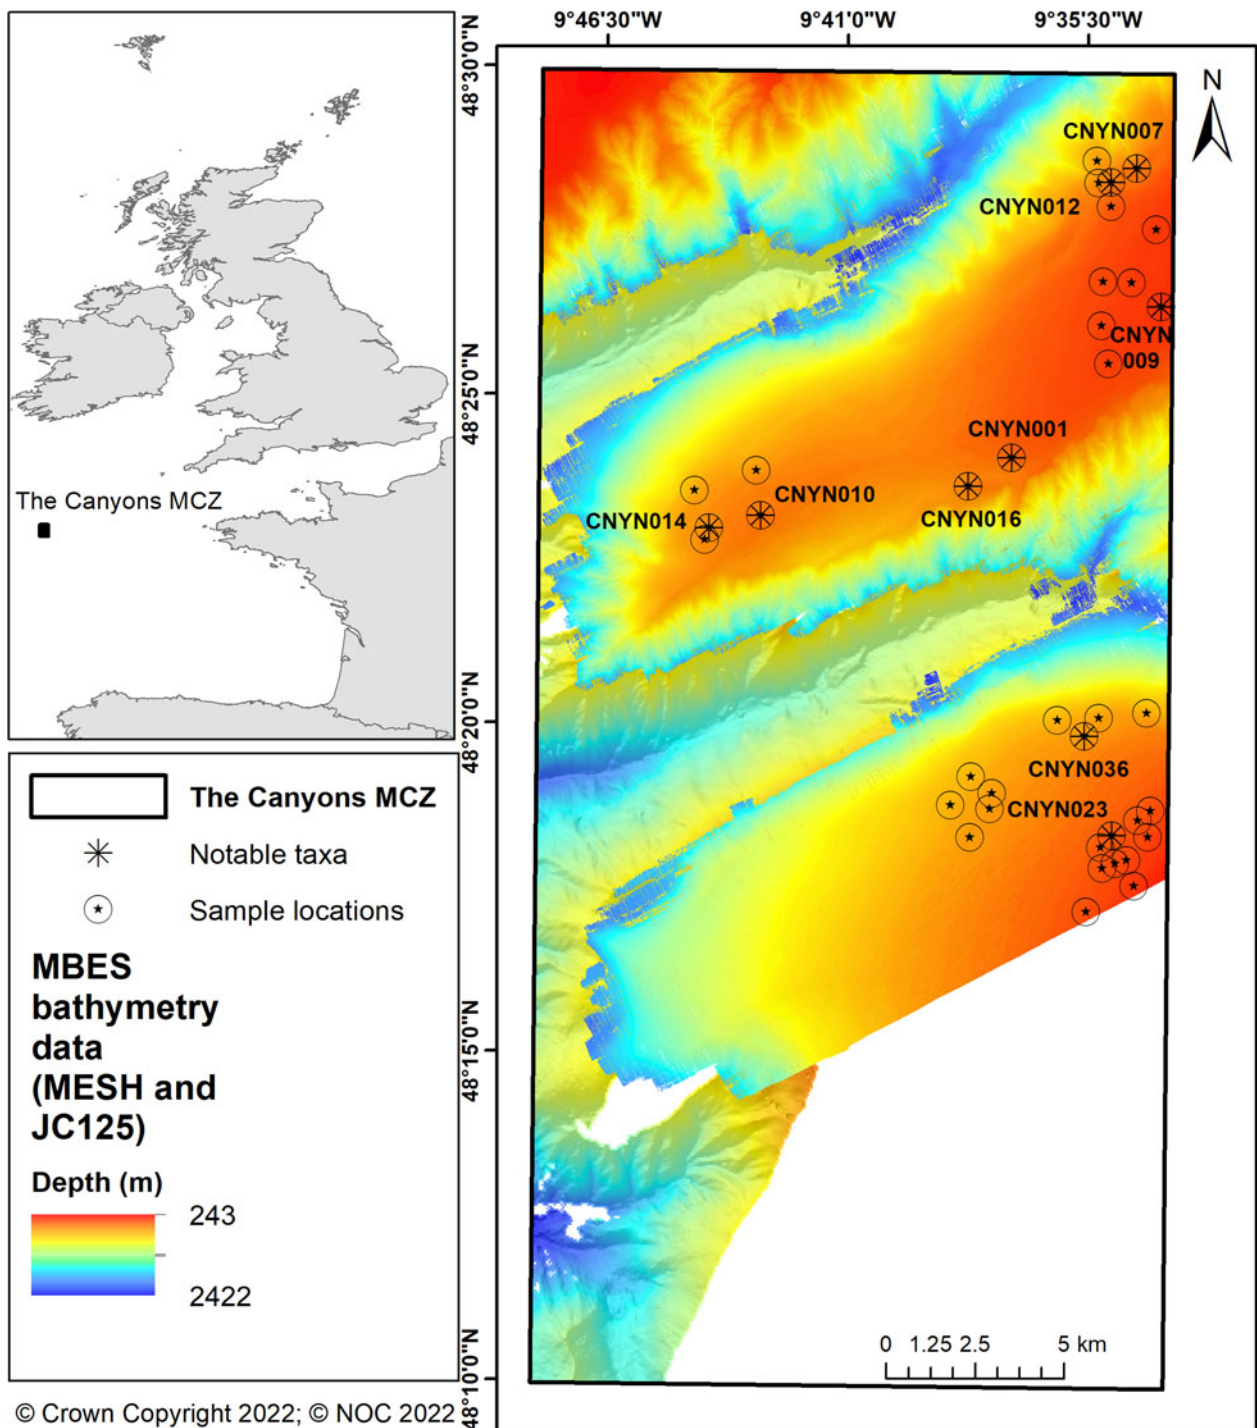 The Canyons MCZ
The Canyons MCZ
Notable taxa
Sample locations
MBES
bathymetry
data
(MESH and
JC125)
Depth (m)
243
2422
© Crown Copyright 2022; © NOC 2022
9°46'30"W 9°41'0"W 9°35'30"W
48°30'0"N
48°25'0"N
48°20'0"N
48°15'0"N
48°10'0"N
N
CNYN007
CNYN012
CNYN
009
CNYN001
CNYN010
CNYN014
CNYN016
CNYN036
CNYN023
0 1.25 2.5 5 km